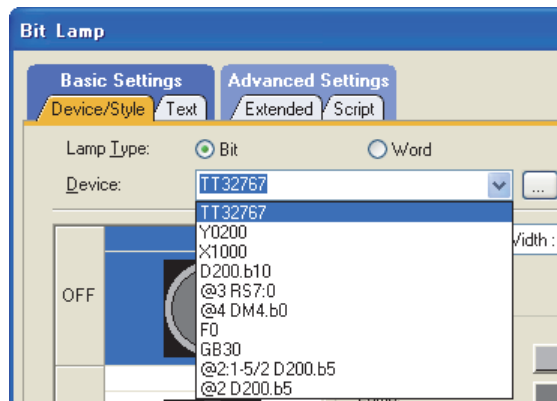 Bit Lamp
Basic Settings Advanced Settings
Device/Style Text Extended Script
Lamp Type: Bit Word
Device: TT32767 ...
TT32767
Y0200
X1000
D200.b10
@3 RS7:0
@4 DM4.b0
F0
GB30
@2:1-5/2 D200.b5
@2 D200.b5
Width :
OFF